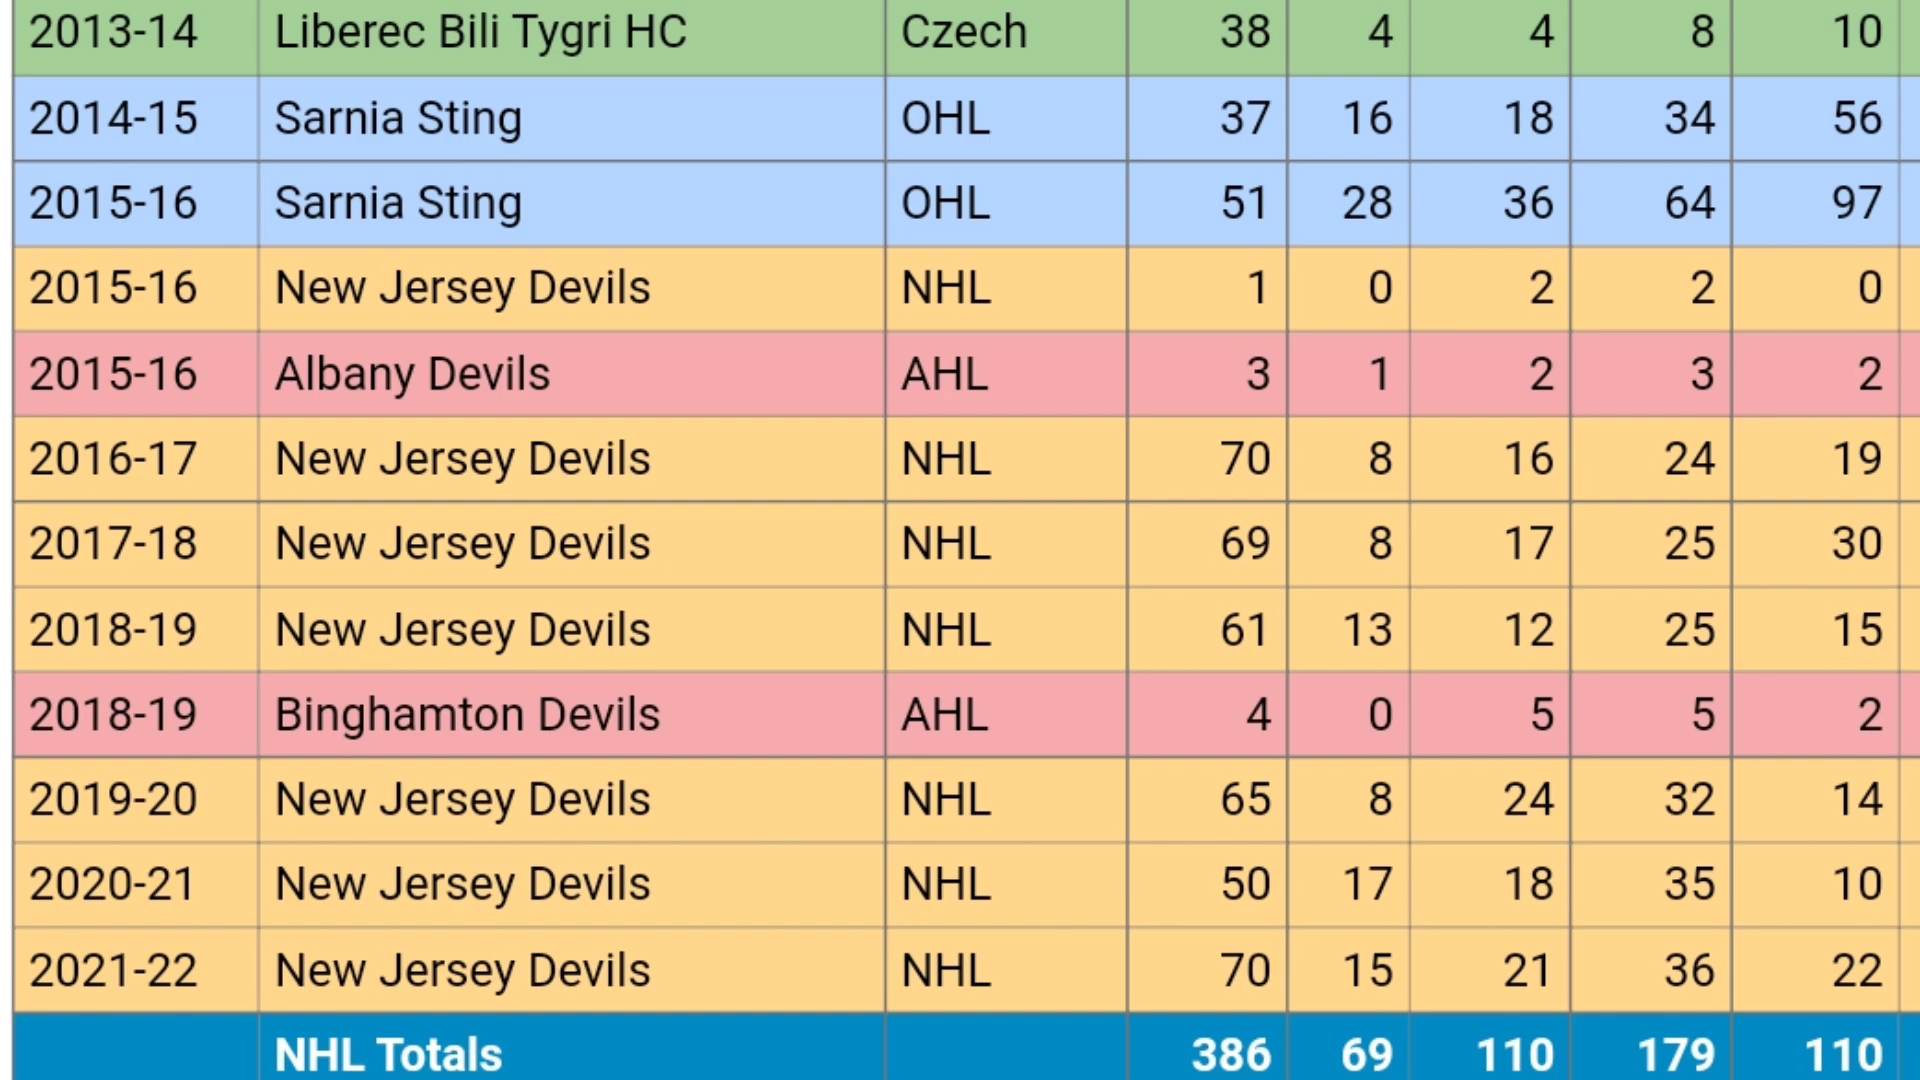 2013-14 Liberec Bili Tygri HC Czech 38 4 4 8 10
2014-15 Sarnia Sting OHL 37 16 18 34 56
2015-16 Sarnia Sting OHL 51 28 36 64 97
2015-16 New Jersey Devils NHL 1 0 2 2 0
2015-16 Albany Devils AHL 3 1 2 3 2
2016-17 New Jersey Devils NHL 70 8 16 24 19
2017-18 New Jersey Devils NHL 69 8 17 25 30
2018-19 New Jersey Devils NHL 61 13 12 25 15
2018-19 Binghamton Devils AHL 4 0 5 5 2
2019-20 New Jersey Devils NHL 65 8 24 32 14
2020-21 New Jersey Devils NHL 50 17 18 35 10
2021-22 New Jersey Devils NHL 70 15 21 36 22
NHL Totals 386 69 110 179 110